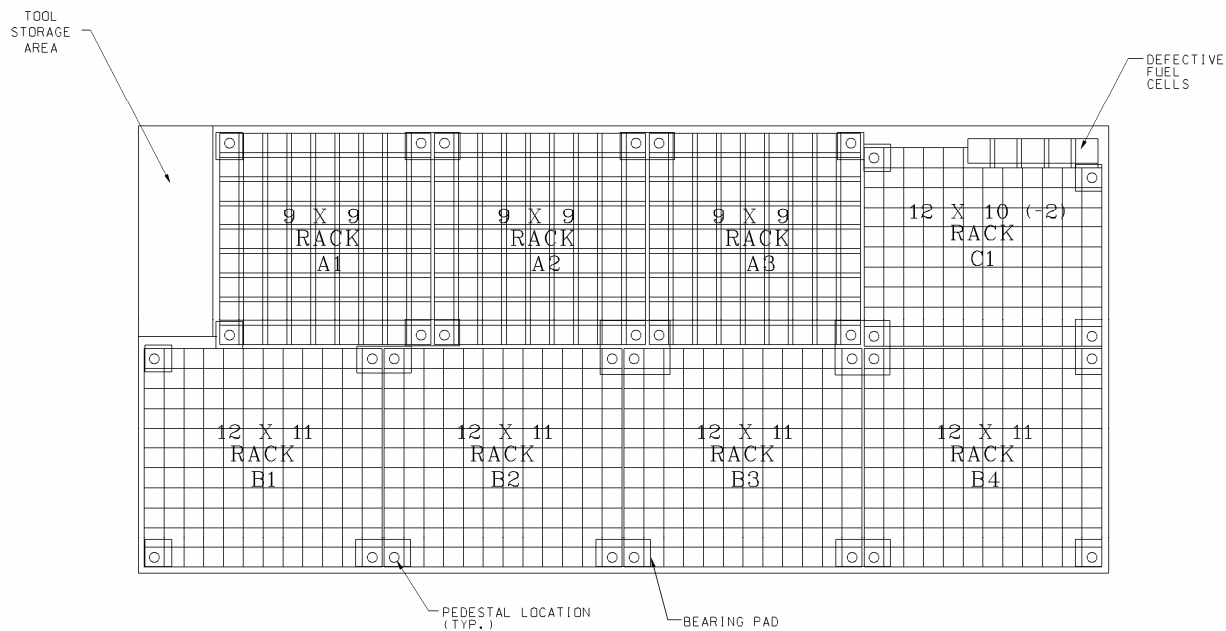 TOOL
STORAGE
AREA
DEFECTIVE
FUEL
CELLS
9 X 9
RACK
A1
9 X 9
RACK
A2
9 X 9
RACK
A3
12 X 10 (-2)
RACK
C1
12 X 11
RACK
B1
12 X 11
RACK
B2
12 X 11
RACK
B3
12 X 11
RACK
B4
PEDESTAL LOCATION
(TYP.)
BEARING PAD